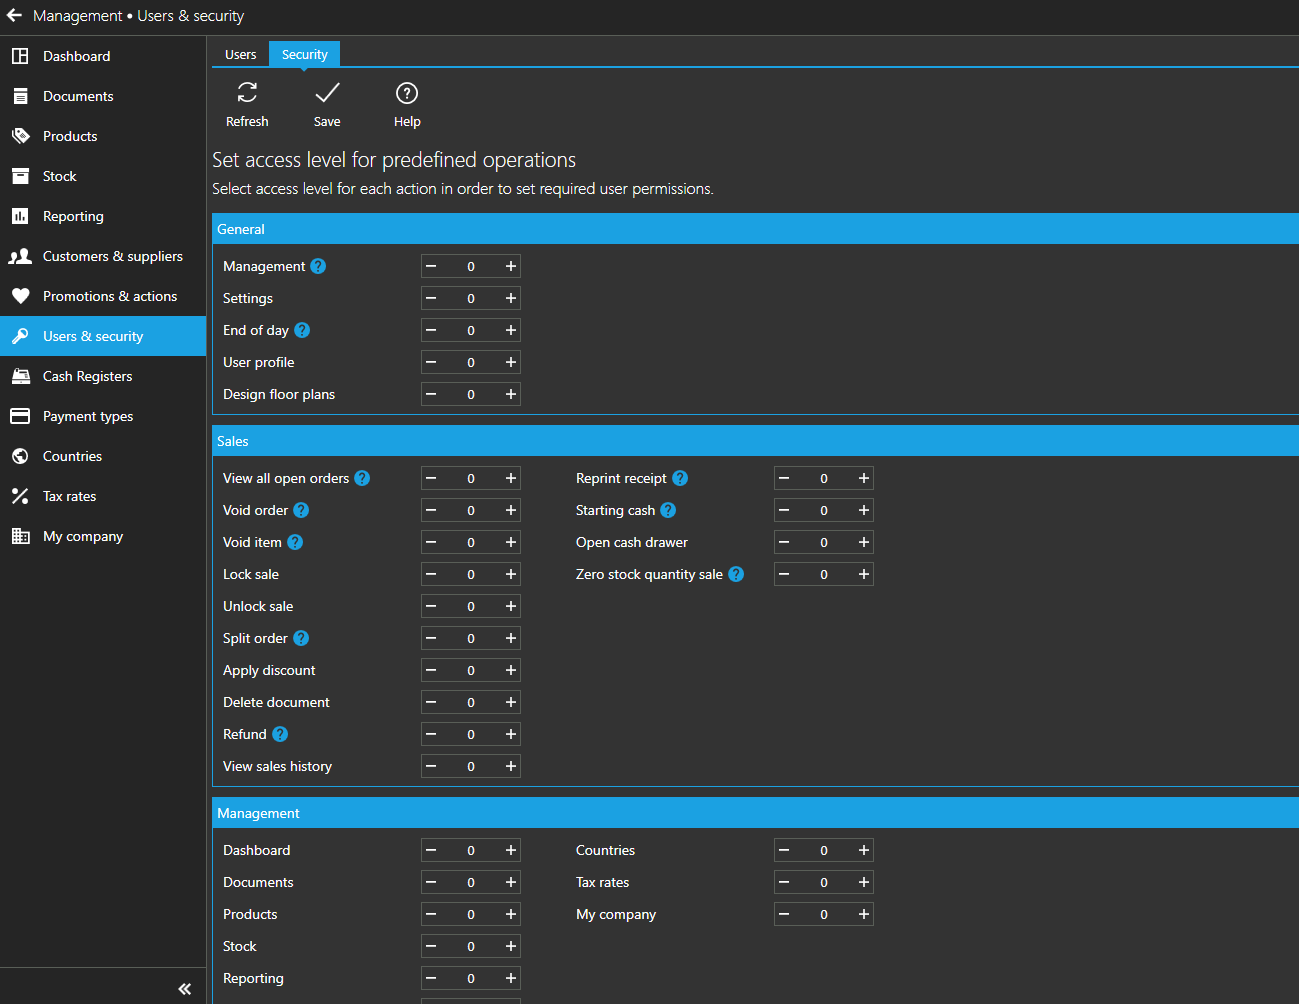 Management • Users & security
Dashboard
Documents
Products
Stock
Reporting
Customers & suppliers
Promotions & actions
Users & security
Cash Registers
Payment types
Countries
Tax rates
My company
Users Security
Refresh Save Help
Set access level for predefined operations
Select access level for each action in order to set required user permissions.
General
Management ? − 0 +
Settings − 0 +
End of day ? − 0 +
User profile − 0 +
Design floor plans − 0 +
Sales
View all open orders ? − 0 + Reprint receipt ? − 0 +
Void order ? − 0 + Starting cash ? − 0 +
Void item ? − 0 + Open cash drawer − 0 +
Lock sale − 0 + Zero stock quantity sale ? − 0 +
Unlock sale − 0 +
Split order ? − 0 +
Apply discount − 0 +
Delete document − 0 +
Refund ? − 0 +
View sales history − 0 +
Management
Dashboard − 0 + Countries − 0 +
Documents − 0 + Tax rates − 0 +
Products − 0 + My company − 0 +
Stock − 0 +
Reporting − 0 +